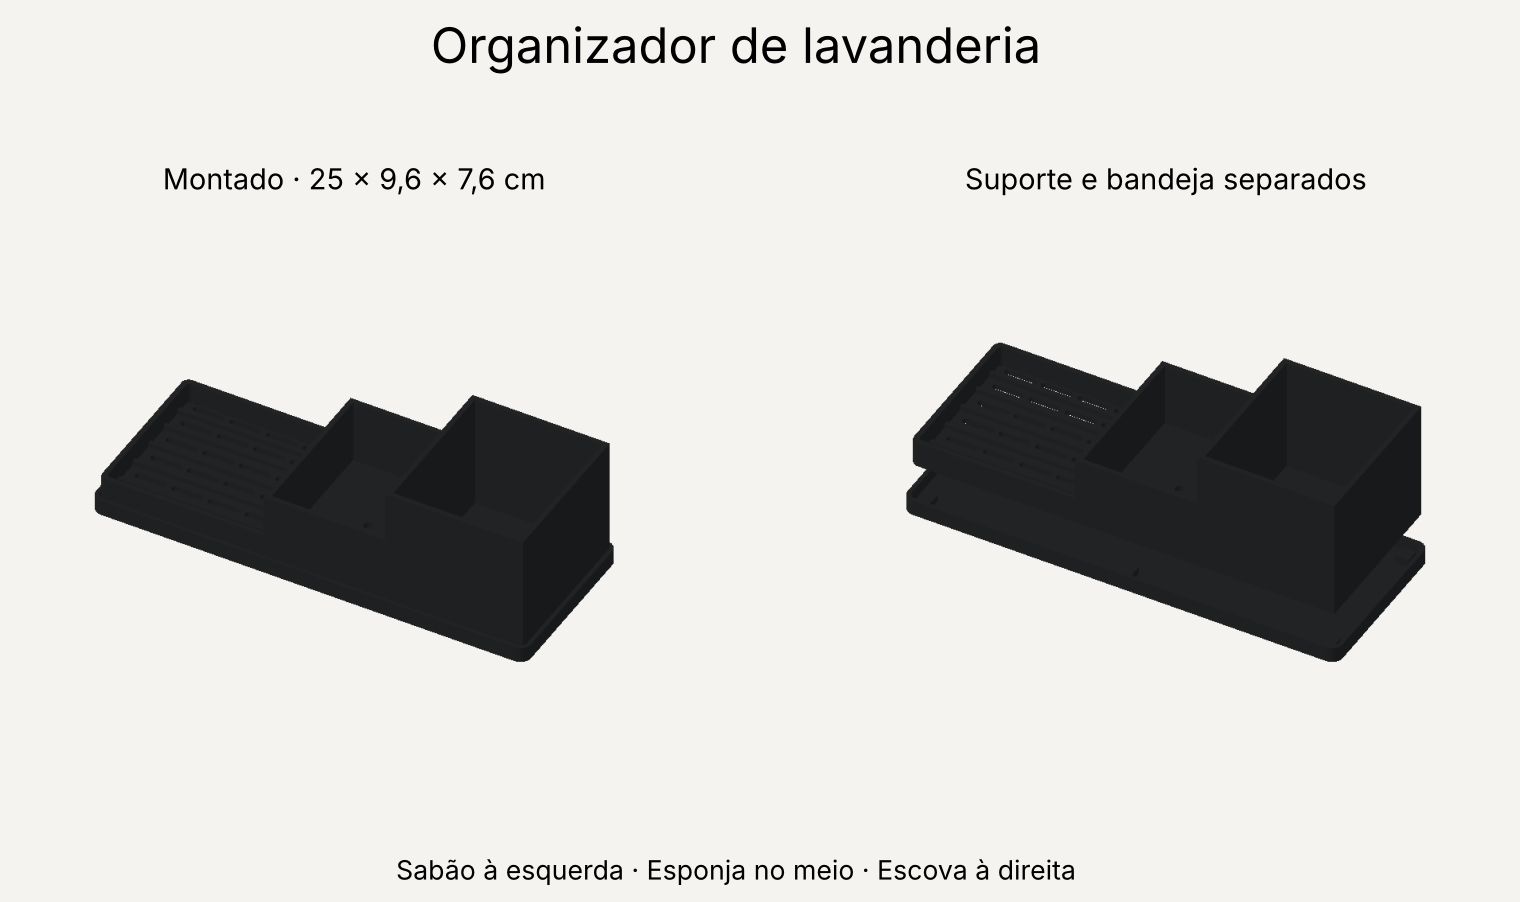 Organizador de lavanderia
Montado · 25 × 9,6 × 7,6 cm
Suporte e bandeja separados
Sabão à esquerda · Esponja no meio · Escova à direita